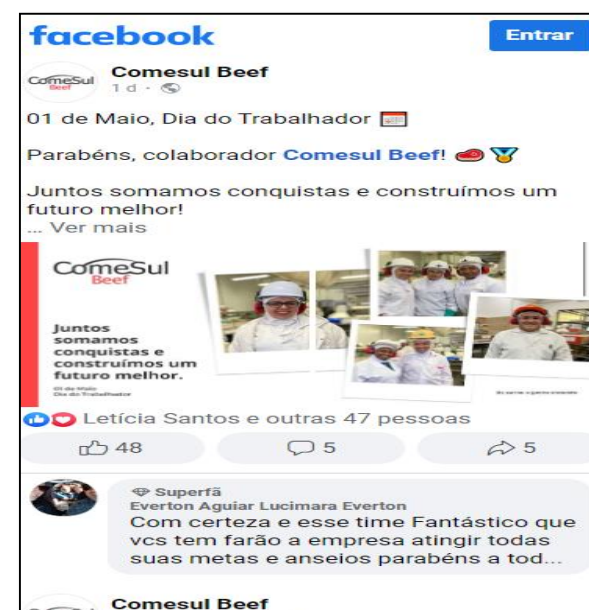 facebook
Entrar
ComeSul
Beef
Comesul Beef
1 d ·
01 de Maio, Dia do Trabalhador
Parabéns, colaborador Comesul Beef!
Juntos somamos conquistas e construímos um
futuro melhor!
... Ver mais
ComeSul
Beef
Juntos
somamos
conquistas e
construímos um
futuro melhor.
01 de Maio
Dia do Trabalhador
Letícia Santos e outras 47 pessoas
48
5
5
Superfã
Everton Aguiar Lucimara Everton
Com certeza e esse time Fantástico que
vcs tem farão a empresa atingir todas
suas metas e anseios parabéns a tod...
Comesul Beef